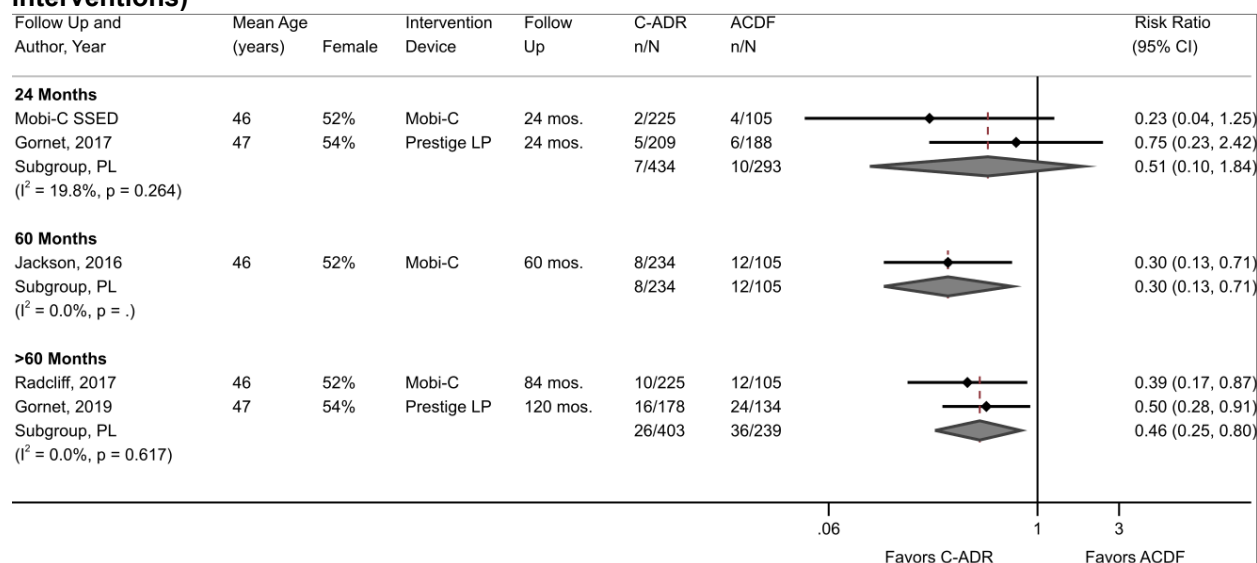 interventions)
Follow Up and Mean Age Intervention Follow C-ADR ACDF Risk Ratio
Author, Year (years) Female Device Up n/N n/N (95% CI)
24 Months
Mobi-C SSED 46 52% Mobi-C 24 mos. 2/225 4/105 0.23 (0.04, 1.25)
Gornet, 2017 47 54% Prestige LP 24 mos. 5/209 6/188 0.75 (0.23, 2.42)
Subgroup, PL 7/434 10/293 0.51 (0.10, 1.84)
(I² = 19.8%, p = 0.264)
60 Months
Jackson, 2016 46 52% Mobi-C 60 mos. 8/234 12/105 0.30 (0.13, 0.71)
Subgroup, PL 8/234 12/105 0.30 (0.13, 0.71)
(I² = 0.0%, p = .)
>60 Months
Radcliff, 2017 46 52% Mobi-C 84 mos. 10/225 12/105 0.39 (0.17, 0.87)
Gornet, 2019 47 54% Prestige LP 120 mos. 16/178 24/134 0.50 (0.28, 0.91)
Subgroup, PL 26/403 36/239 0.46 (0.25, 0.80)
(I² = 0.0%, p = 0.617)
.06 1 3
Favors C-ADR Favors ACDF